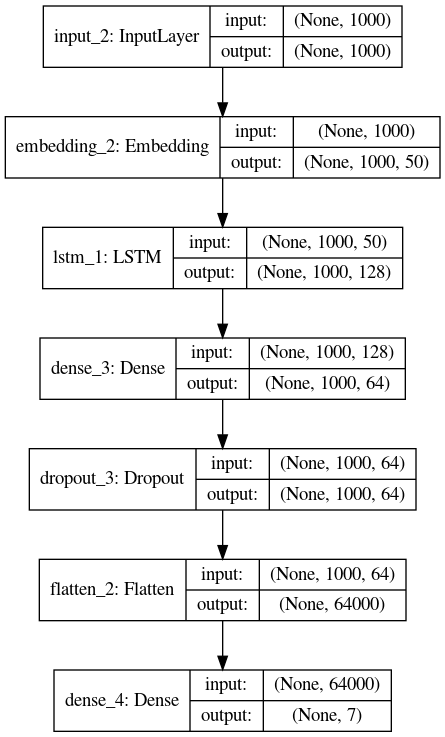 input_2: InputLayer
input: (None, 1000)
output: (None, 1000)
embedding_2: Embedding
input: (None, 1000)
output: (None, 1000, 50)
lstm_1: LSTM
input: (None, 1000, 50)
output: (None, 1000, 128)
dense_3: Dense
input: (None, 1000, 128)
output: (None, 1000, 64)
dropout_3: Dropout
input: (None, 1000, 64)
output: (None, 1000, 64)
flatten_2: Flatten
input: (None, 1000, 64)
output: (None, 64000)
dense_4: Dense
input: (None, 64000)
output: (None, 7)